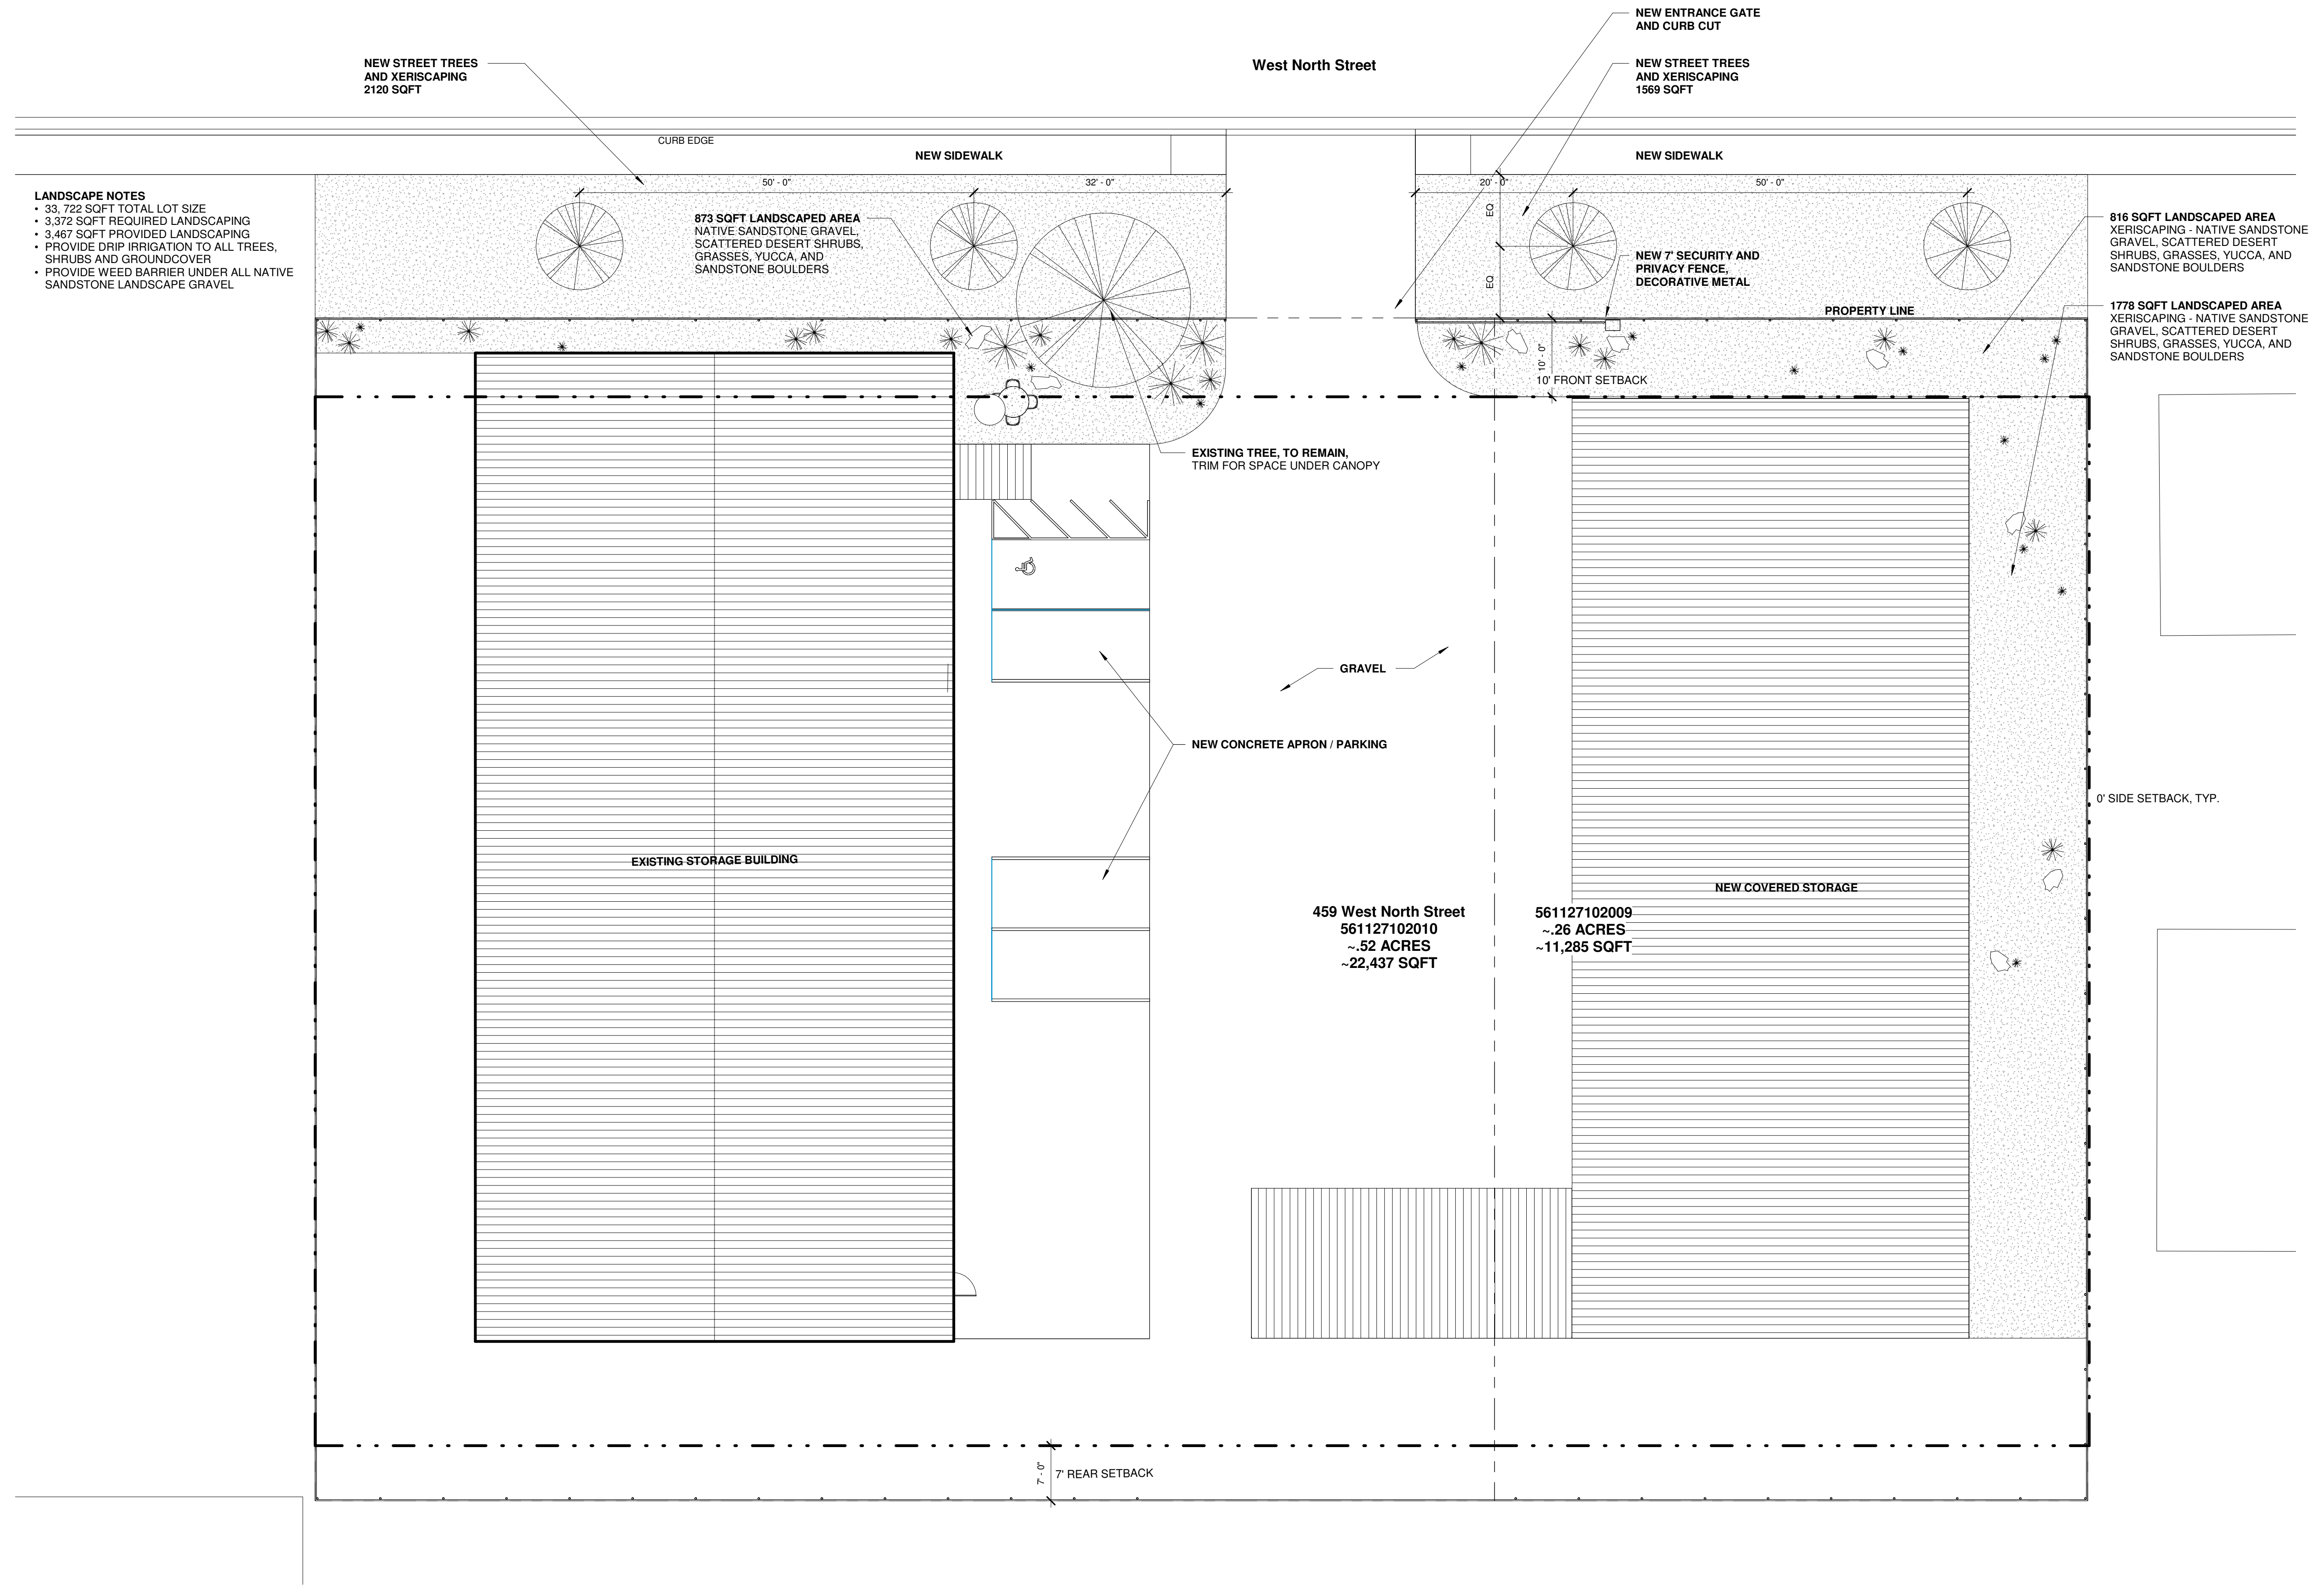 NEW ENTRANCE GATE
AND CURB CUT
NEW STREET TREES
AND XERISCAPING
2120 SQFT
West North Street
NEW STREET TREES
AND XERISCAPING
1569 SQFT
CURB EDGE
NEW SIDEWALK
NEW SIDEWALK
LANDSCAPE NOTES
• 33, 722 SQFT TOTAL LOT SIZE
• 3,372 SQFT REQUIRED LANDSCAPING
• 3,467 SQFT PROVIDED LANDSCAPING
• PROVIDE DRIP IRRIGATION TO ALL TREES,
SHRUBS AND GROUNDCOVER
• PROVIDE WEED BARRIER UNDER ALL NATIVE
SANDSTONE LANDSCAPE GRAVEL
50' - 0"
32' - 0"
20' - 0"
50' - 0"
EQ
EQ
873 SQFT LANDSCAPED AREA
NATIVE SANDSTONE GRAVEL,
SCATTERED DESERT SHRUBS,
GRASSES, YUCCA, AND
SANDSTONE BOULDERS
NEW 7' SECURITY AND
PRIVACY FENCE,
DECORATIVE METAL
PROPERTY LINE
816 SQFT LANDSCAPED AREA
XERISCAPING - NATIVE SANDSTONE
GRAVEL, SCATTERED DESERT
SHRUBS, GRASSES, YUCCA, AND
SANDSTONE BOULDERS
1778 SQFT LANDSCAPED AREA
XERISCAPING - NATIVE SANDSTONE
GRAVEL, SCATTERED DESERT
SHRUBS, GRASSES, YUCCA, AND
SANDSTONE BOULDERS
10' - 0"
10' FRONT SETBACK
EXISTING TREE, TO REMAIN,
TRIM FOR SPACE UNDER CANOPY
GRAVEL
NEW CONCRETE APRON / PARKING
0' SIDE SETBACK, TYP.
EXISTING STORAGE BUILDING
NEW COVERED STORAGE
459 West North Street
561127102010
~.52 ACRES
~22,437 SQFT
561127102009
~.26 ACRES
~11,285 SQFT
7' - 0"
7' REAR SETBACK